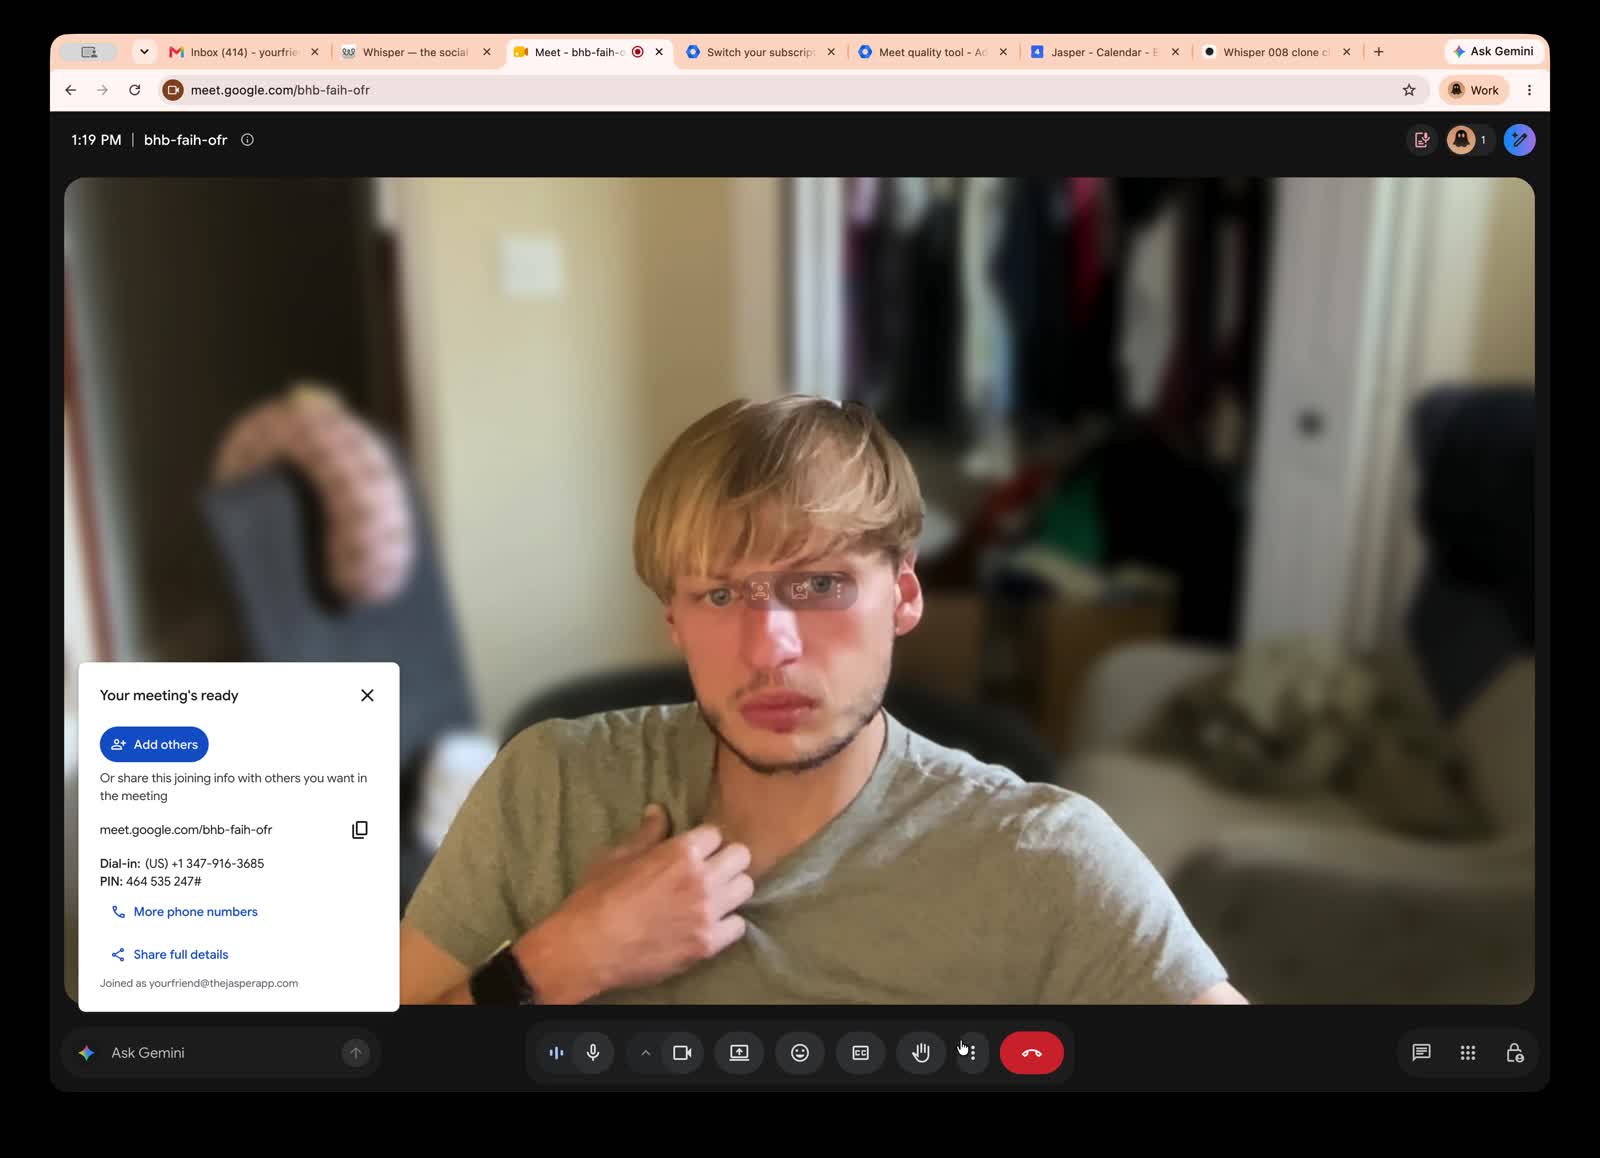 Inbox (414) - yourfrie
Whisper — the social
Meet - bhb-faih-o
Switch your subscrip
Meet quality tool - Ad
4
Jasper - Calendar - E
Whisper 008 clone c
Ask Gemini
meet.google.com/bhb-faih-ofr
Work
1:19 PM | bhb-faih-ofr
1
Your meeting's ready
Add others
Or share this joining info with others you want in
the meeting
meet.google.com/bhb-faih-ofr
Dial-in: (US) +1 347-916-3685
PIN: 464 535 247#
More phone numbers
Share full details
Joined as yourfriend@thejasperapp.com
Ask Gemini
CC